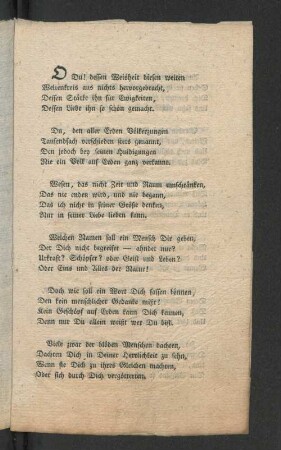 O Du! dessen Weisheit diesen weiten
Weltenkreis aus nichts hervorgebracht,
Dessen Stärke ihn für Ewigkeiten,
Dessen Liebe ihn so schön gemacht.
Du, den aller Erden Völkerzungen
Tausendfach verschieden stets genannt,
Den jedoch bey seinen Huldigungen
Nie ein Volk auf Erden ganz verkannt.
Wesen, das nicht Zeit und Raum umschränken,
Das nie enden wird, und nie begann,
Das ich nicht in seiner Größe denken,
Nur in seiner Liebe lieben kann.
Welchen Namen soll ein Mensch Dir geben,
Der Dich nicht begreifet — ahndet nur?
Urkraft? Schöpfer? oder Geist und Leben?
Oder Eins und Alles der Natur!
Doch wie soll ein Wort Dich fassen können,
Den kein menschlicher Gedanke mißt!
Kein Geschöpf auf Erden kann Dich kennen,
Denn nur Du allein weißt wer Du bist.
Viele zwar der blöden Menschen dachten,
Dächten Dich in Deiner Herrlichkeit zu sehn,
Wenn sie Dich zu ihres Gleichen machten,
Oder sich durch Dich vergötterten,